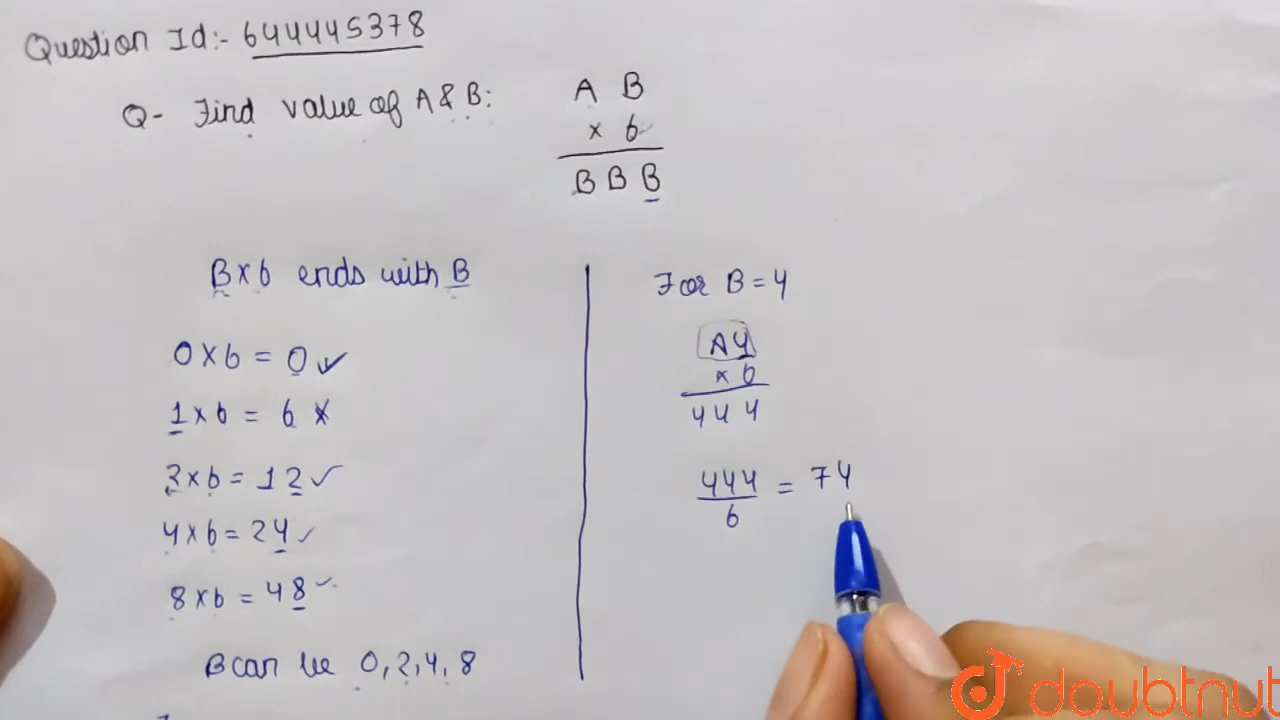 Question Id:- 644445378
Q- Find value of A & B:
A B
× 6
B B B
B×6 ends with B
0×6 = 0 ✓
1×6 = 6 ×
2×6 = 12 ✓
4×6 = 24 ✓
8×6 = 48 ✓
B can be 0,2,4,8
For B = 4
A4
× 6
444
444/6 = 74
doubtnut